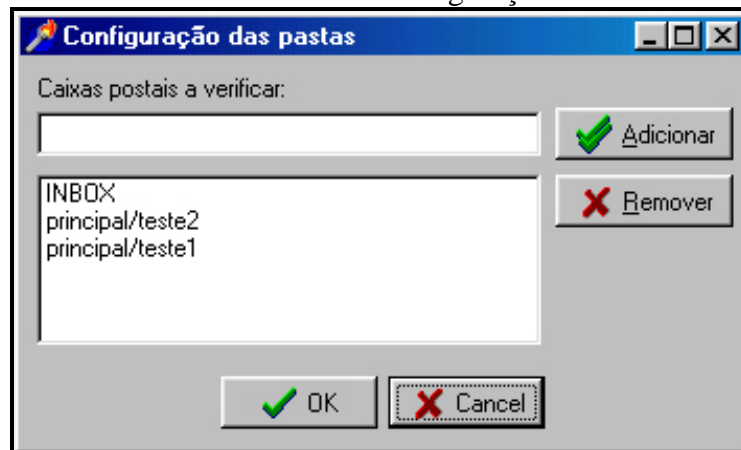 Configuração das pastas
Caixas postais a verificar:
Adicionar
INBOX
principal/teste2
principal/teste1
Remover
OK
Cancel